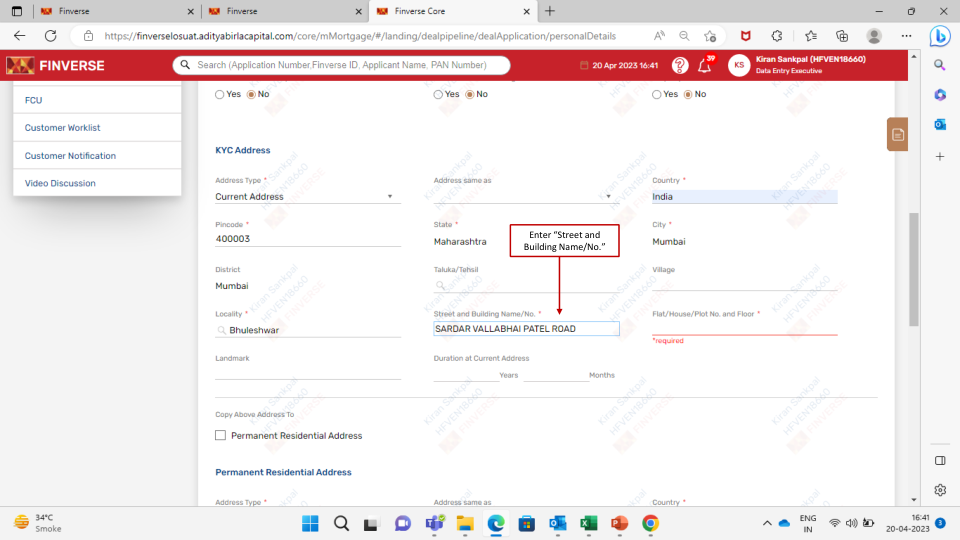 Finverse
Finverse
Finverse Core
https://finverselosuat.adityabirlacapital.com/core/mMortgage/#/landing/dealpipeline/dealApplication/personalDetails
FINVERSE
Search (Application Number,Finverse ID, Applicant Name, PAN Number)
20 Apr 2023 16:41
39
KS
Kiran Sankpal (HFVEN18660)
Data Entry Executive
FCU
Customer Worklist
Customer Notification
Video Discussion
Yes No
Yes No
Yes No
KYC Address
Address Type *
Address same as
Country *
Current Address
India
Pincode *
State *
City *
400003
Maharashtra
Mumbai
Enter “Street and
Building Name/No.”
District
Taluka/Tehsil
Village
Mumbai
Locality *
Street and Building Name/No. *
Flat/House/Plot No. and Floor *
Bhuleshwar
SARDAR VALLABHAI PATEL ROAD
*required
Landmark
Duration at Current Address
Years
Months
Copy Above Address To
Permanent Residential Address
Permanent Residential Address
Address Type *
Address same as
Country *
Kiran Sankpal
HFVEN18660
FINVERSE
34°C
Smoke
ENG
IN
16:41
20-04-2023
3